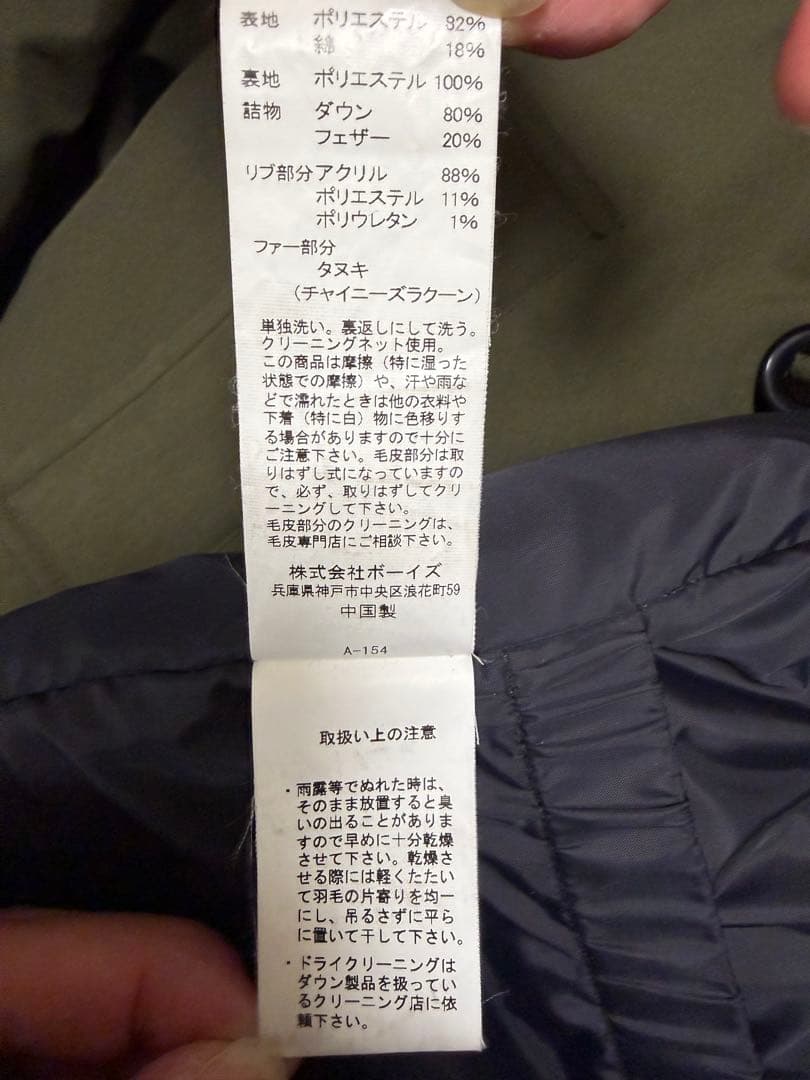 表地 ポリエステル 82%
綿 18%
裏地 ポリエステル 100%
詰物 ダウン 80%
フェザー 20%
リブ部分 アクリル 88%
ポリエステル 11%
ポリウレタン 1%
ファー部分
タヌキ
(チャイニーズラクーン)
単独洗い。裏返しにして洗う。
クリーニングネット使用。
この商品は摩擦(特に湿った
状態での摩擦)や、汗や雨な
どで濡れたときは他の衣料や
下着(特に白)物に色移りす
る場合がありますので十分に
ご注意下さい。毛皮部分は取
りはずし式になっていますの
で、必ず、取りはずしてクリ
ーニングして下さい。
毛皮部分のクリーニングは、
毛皮専門店にご相談下さい。
株式会社ボーイズ
兵庫県神戸市中央区浪花町59
中国製
A-154
取扱い上の注意
・雨露等でぬれた時は、
そのまま放置すると臭
いの出ることがありま
すので早めに十分乾燥
させて下さい。乾燥さ
せる際には軽くたたい
て羽毛の片寄りを均一
にし、吊るさずに平ら
に置いて干して下さい。
・ドライクリーニングは
ダウン製品を扱ってい
るクリーニング店に依
頼下さい。